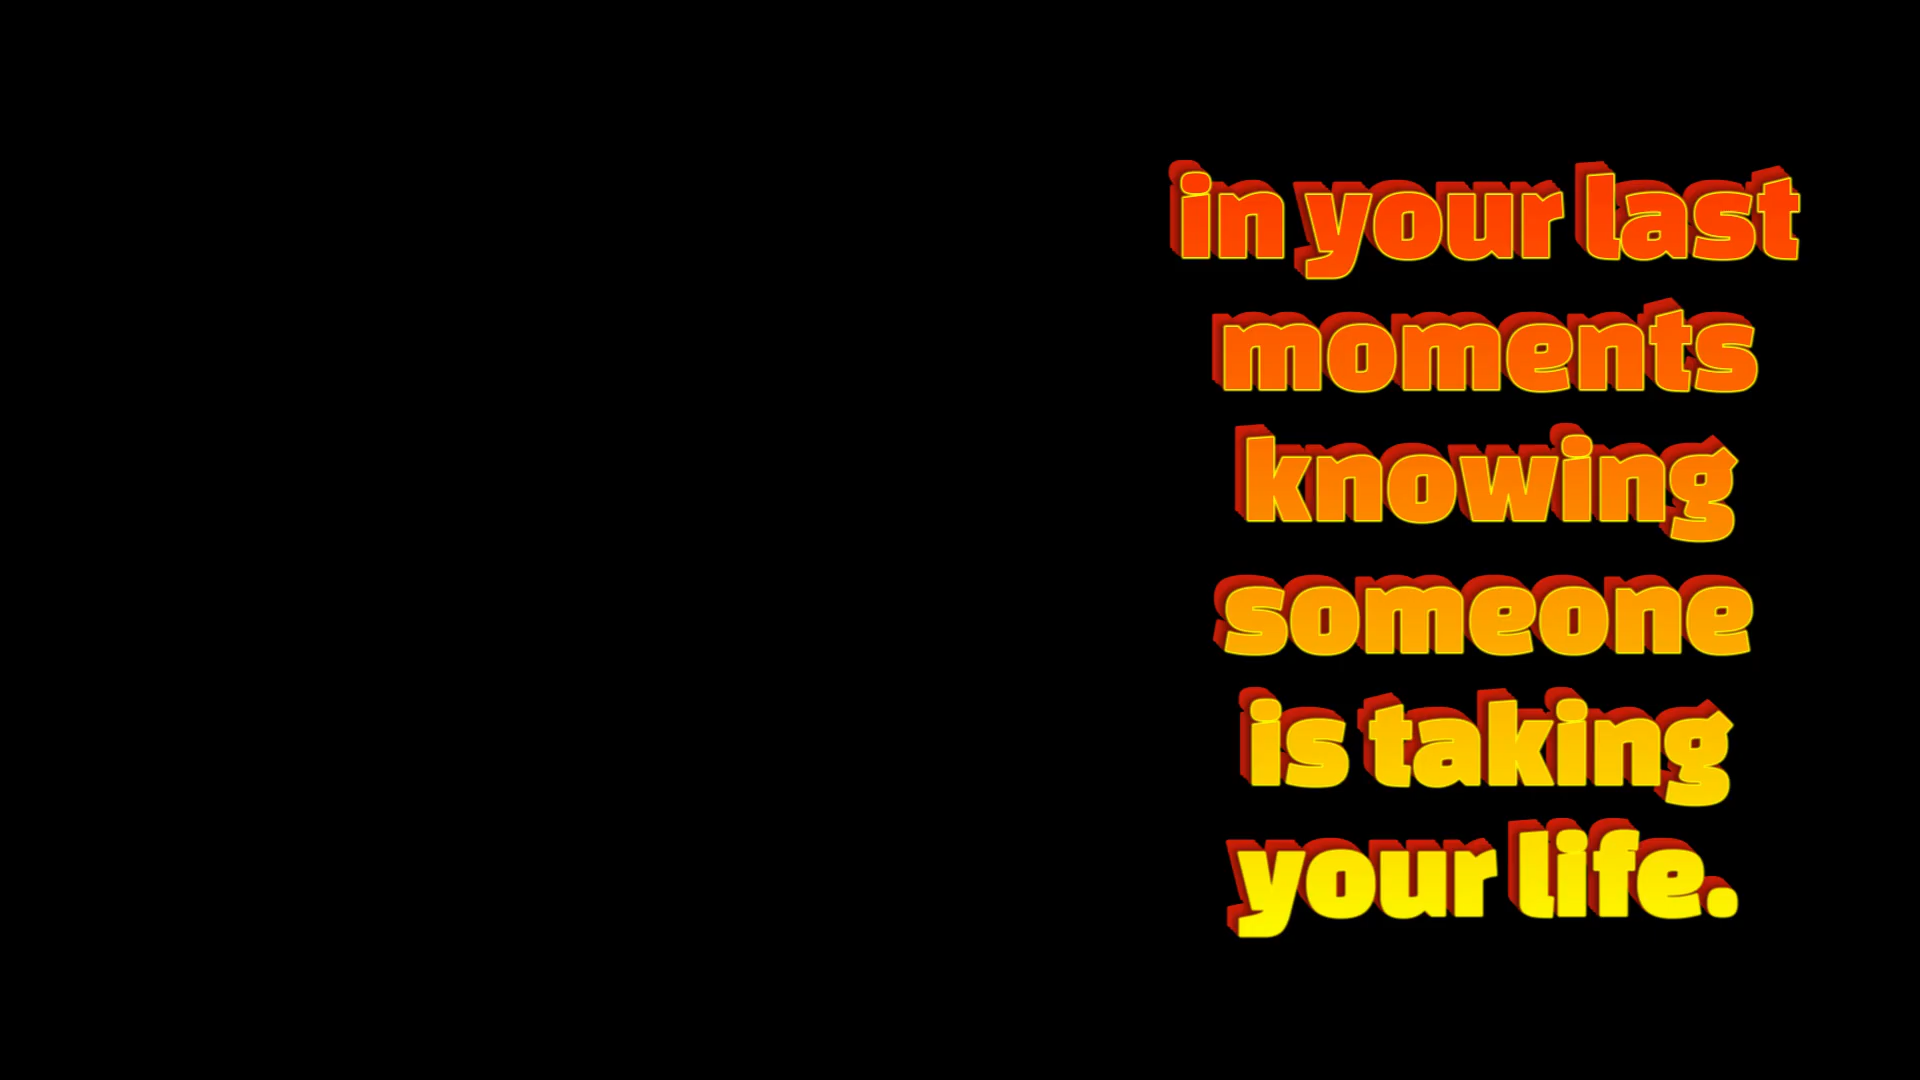 in your last
moments
knowing
someone
is taking
your life.